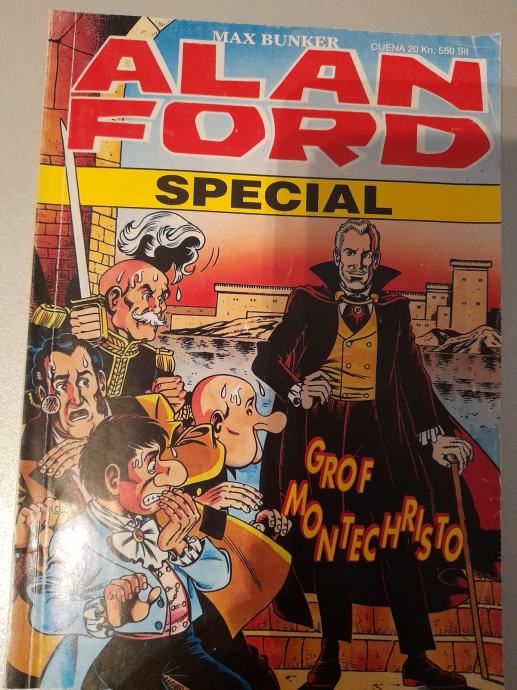 MAX BUNKER
CIJENA 20 Kn, 550 Sit
ALAN
FORD
SPECIAL
GROF
MONTECHRISTO